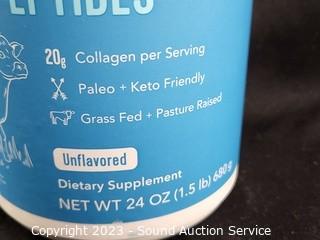 PEPTIDES
20g Collagen per Serving
Paleo + Keto Friendly
Grass Fed + Pasture Raised
Unflavored
Dietary Supplement
NET WT 24 OZ (1.5 lb) 680 g
Copyright 2023 - Sound Auction Service